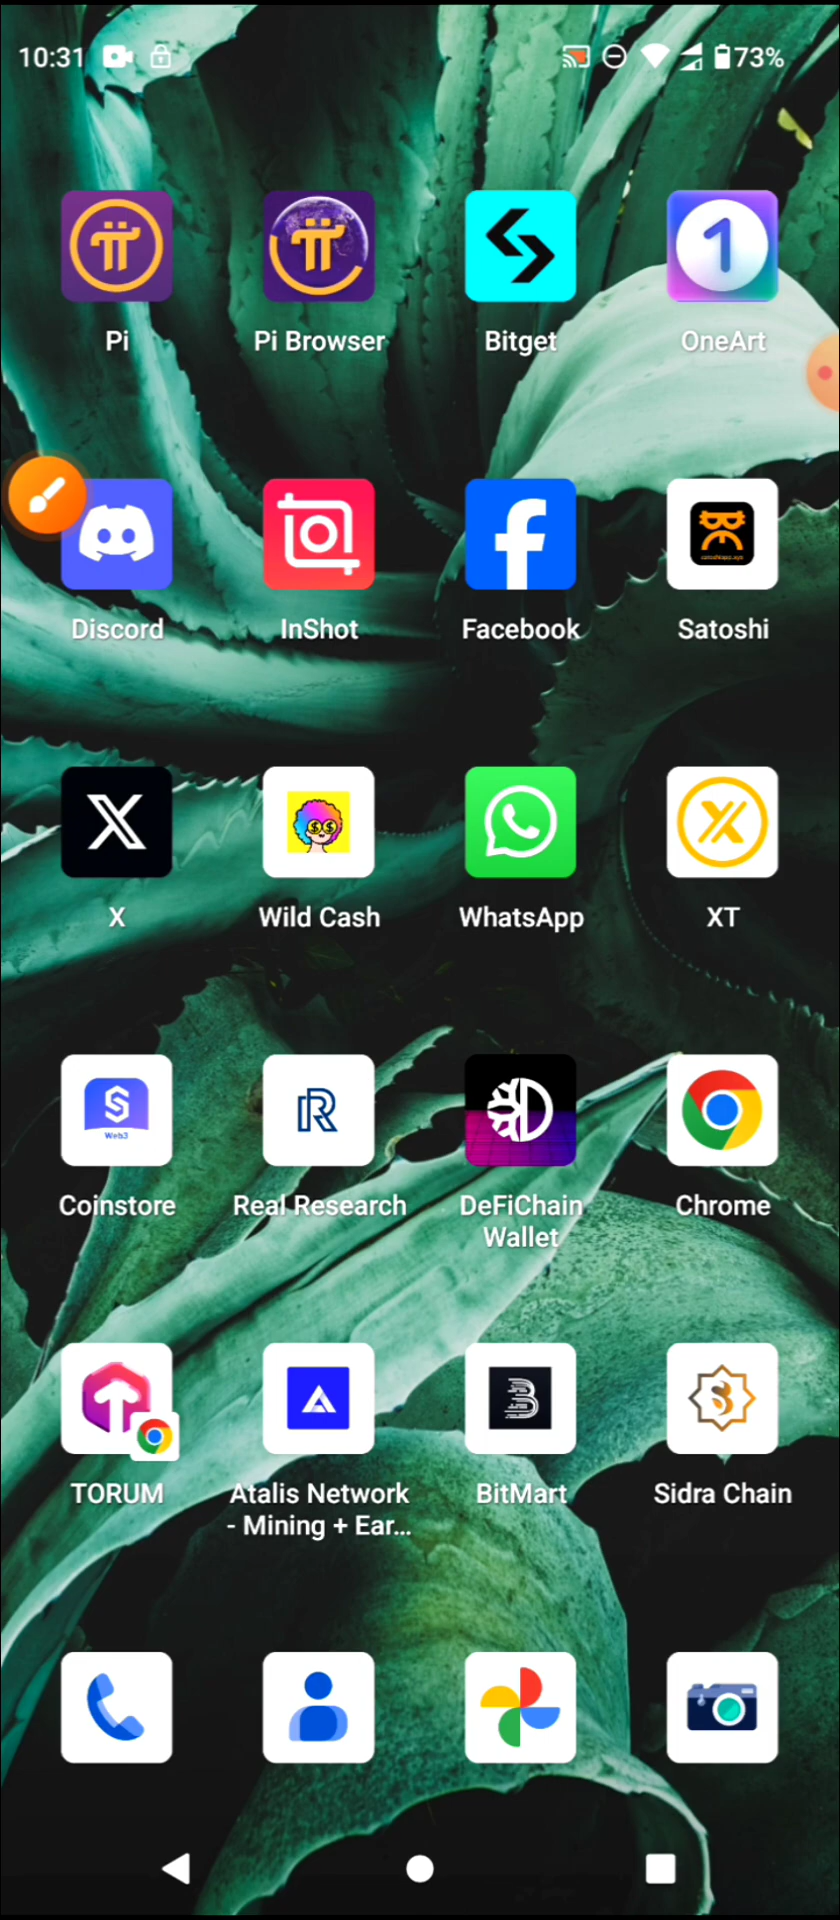 10:31 73%
Pi Pi Browser Bitget OneArt
Discord InShot Facebook Satoshi
X Wild Cash WhatsApp XT
Web3
Coinstore Real Research DeFiChain Chrome
Wallet
TORUM Atalis Network BitMart Sidra Chain
- Mining + Ear...